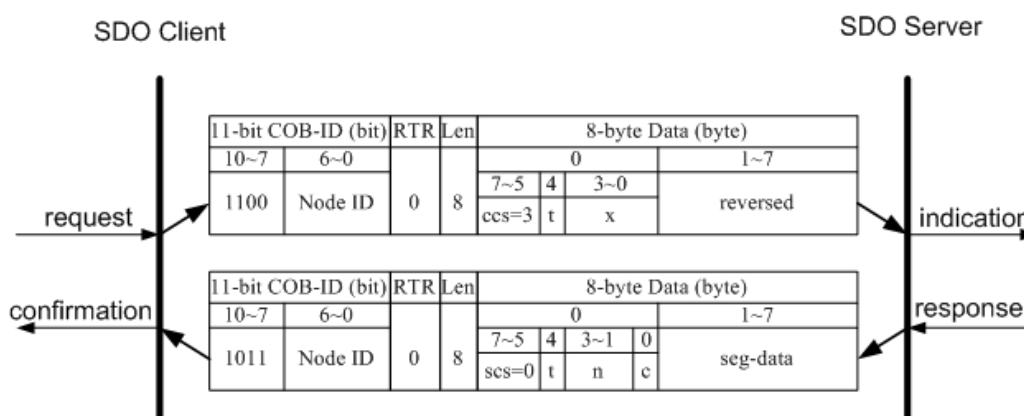 SDO Client
SDO Server
11-bit COB-ID (bit) RTR Len 8-byte Data (byte)
10~7 6~0 0 1~7
7~5 4 3~0
1100 Node ID 0 8 ccs=3 t x reversed
request
indication
11-bit COB-ID (bit) RTR Len 8-byte Data (byte)
10~7 6~0 0 1~7
confirmation
response
7~5 4 3~1 0
1011 Node ID 0 8 scs=0 t n c seg-data